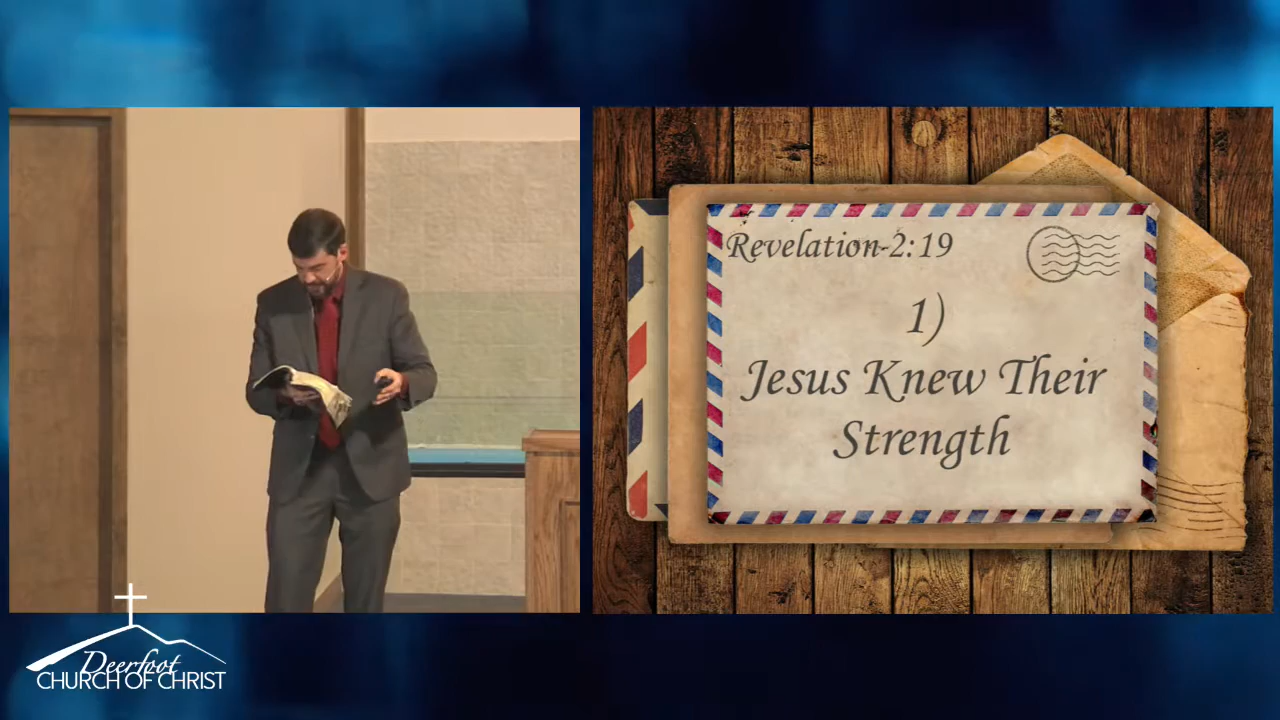 Revelation 2:19
1)
Jesus Knew Their
Strength
Deerfoot
CHURCH OF CHRIST